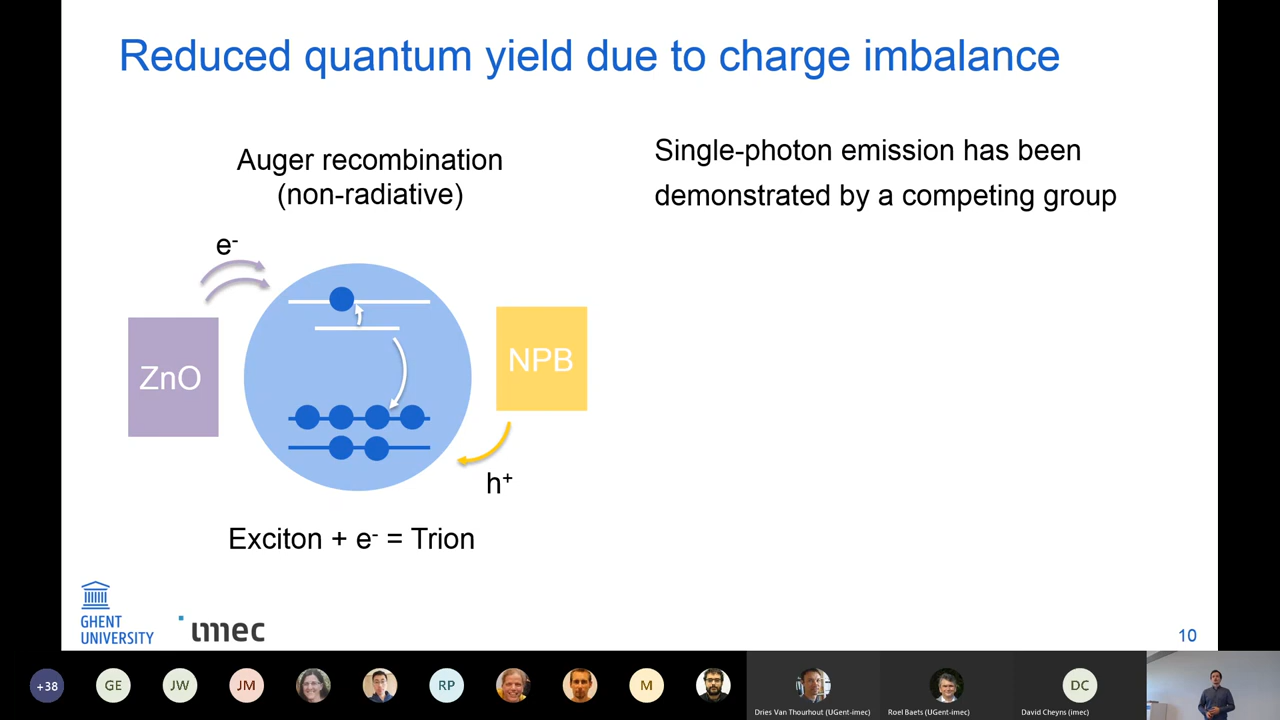 Reduced quantum yield due to charge imbalance
Auger recombination
(non-radiative)
Single-photon emission has been
demonstrated by a competing group
e-
ZnO
NPB
h+
Exciton + e- = Trion
GHENT
UNIVERSITY
imec
10
+38
GE
JW
JM
RP
M
DC
Dries Van Thourhout (UGent-imec)
Roel Baets (UGent-imec)
David Cheyns (imec)